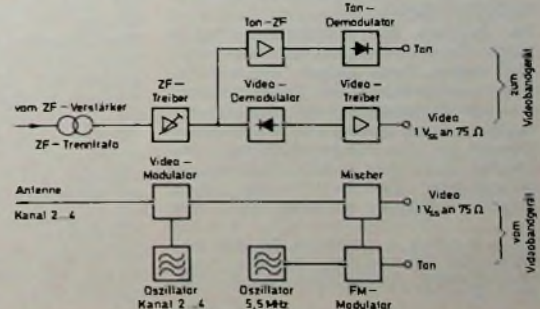 Ton-ZF
Ton-
Demodulator
Ton
ZF-
Treiber
Video-
Demodulator
Video-
Treiber
vom ZF-Verstärker
ZF-Trenntrafo
Video
1 Vss an 75 Ω
zum
Videobandgerät
Video-
Modulator
Mischer
Antenne
Kanal 2...4
Video
1 Vss an 75 Ω
vom
Videobandgerät
Ton
Oszillator
Kanal 2...4
Oszillator
5,5 MHz
FM-
Modulator